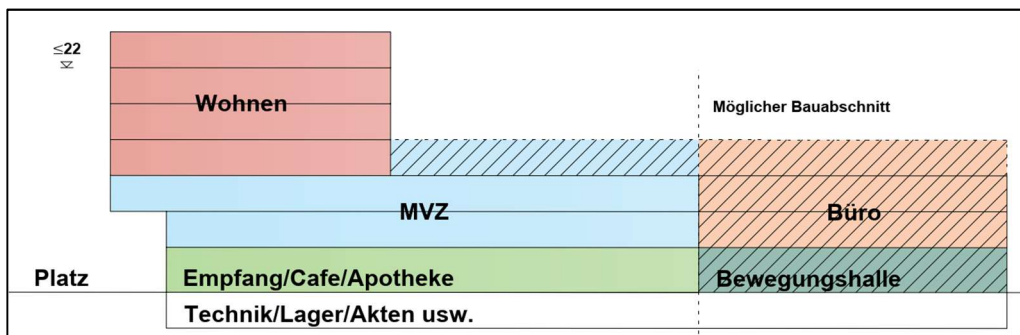 ≤22
Wohnen
Möglicher Bauabschnitt
MVZ
Büro
Platz
Empfang/Cafe/Apotheke
Bewegungshalle
Technik/Lager/Akten usw.